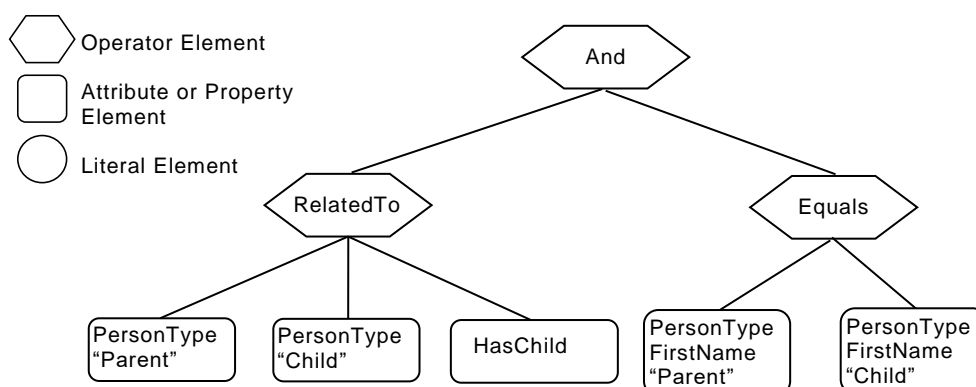 Operator Element
Attribute or Property
Element
Literal Element
And
RelatedTo
Equals
PersonType
“Parent”
PersonType
“Child”
HasChild
PersonType
FirstName
“Parent”
PersonType
FirstName
“Child”